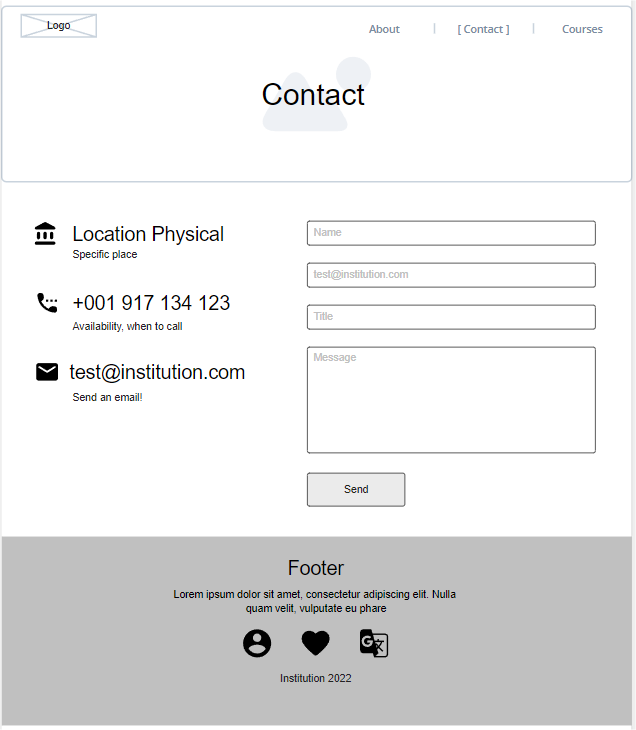 Logo
About | [ Contact ] | Courses
Contact
Location Physical
Specific place
+001 917 134 123
Availability, when to call
test@institution.com
Send an email!
Name
test@institution.com
Title
Message
Send
Footer
Lorem ipsum dolor sit amet, consectetur adipiscing elit. Nulla
quam velit, vulputate eu phare
G 文
Institution 2022